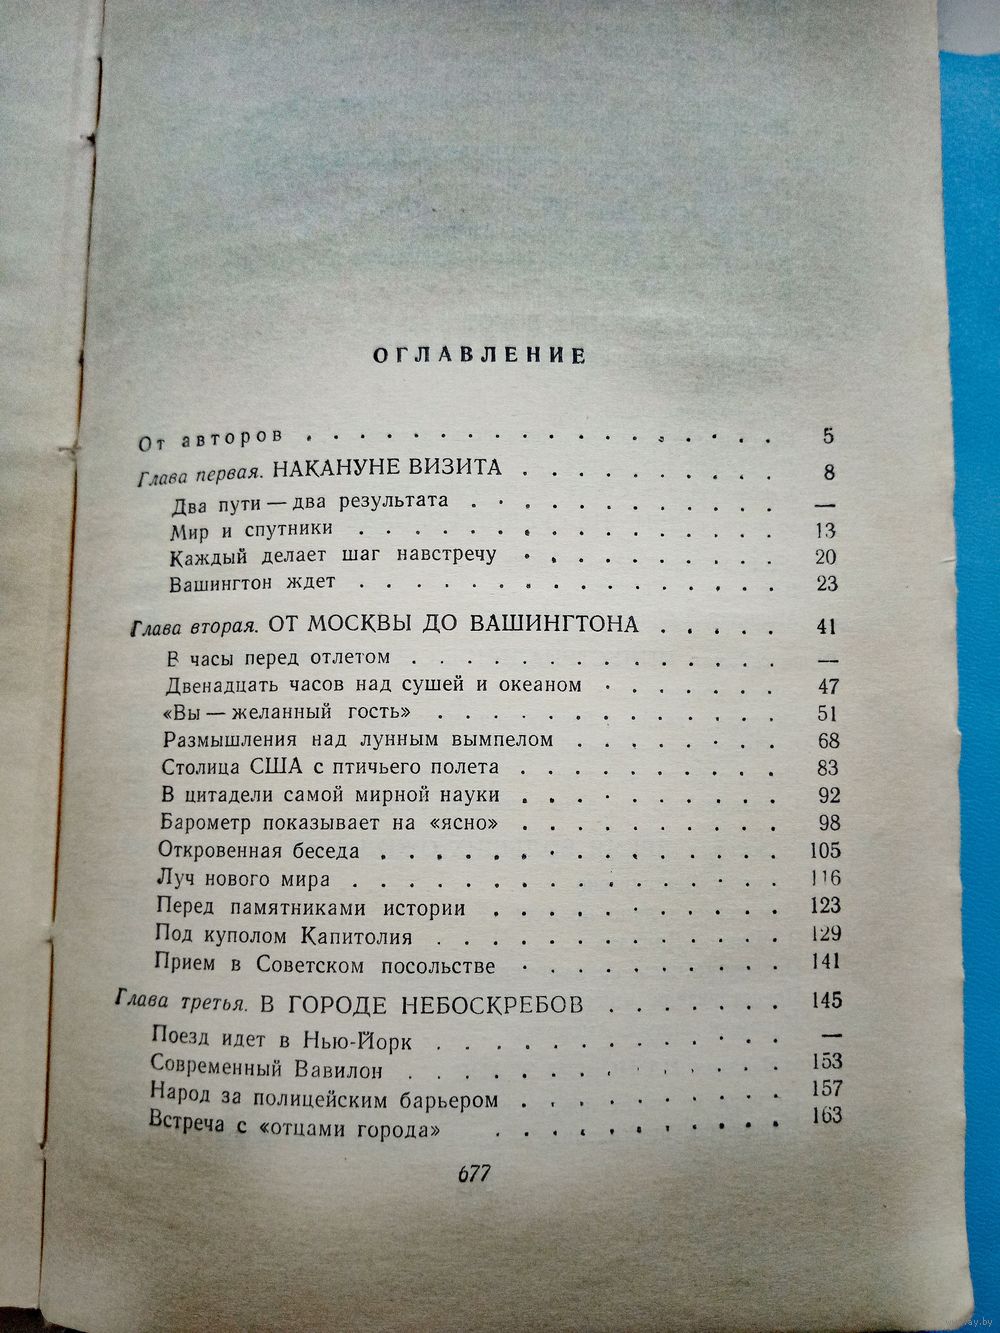 ОГЛАВЛЕНИЕ
От авторов . . . . . . . . . . . . . . . . . . 5
Глава первая. НАКАНУНЕ ВИЗИТА . . . . . . . . . . 8
Два пути — два результата . . . . . . . . . . . . —
Мир и спутники . . . . . . . . . . . . . . . . 13
Каждый делает шаг навстречу . . . . . . . . . . 20
Вашингтон ждет . . . . . . . . . . . . . . . . 23
Глава вторая. ОТ МОСКВЫ ДО ВАШИНГТОНА . . . . . 41
В часы перед отлетом . . . . . . . . . . . . . . —
Двенадцать часов над сушей и океаном . . . . . . . 47
«Вы — желанный гость» . . . . . . . . . . . . . 51
Размышления над лунным вымпелом . . . . . . . . 68
Столица США с птичьего полета . . . . . . . . . . 83
В цитадели самой мирной науки . . . . . . . . . . 92
Барометр показывает на «ясно» . . . . . . . . . . 98
Откровенная беседа . . . . . . . . . . . . . . . 105
Луч нового мира . . . . . . . . . . . . . . . . 116
Перед памятниками истории . . . . . . . . . . . 123
Под куполом Капитолия . . . . . . . . . . . . . 129
Прием в Советском посольстве . . . . . . . . . . 141
Глава третья. В ГОРОДЕ НЕБОСКРЕБОВ . . . . . . . 145
Поезд идет в Нью-Йорк . . . . . . . . . . . . . —
Современный Вавилон . . . . . . . . . . . . . . 153
Народ за полицейским барьером . . . . . . . . . . 157
Встреча с «отцами города» . . . . . . . . . . . 163
677